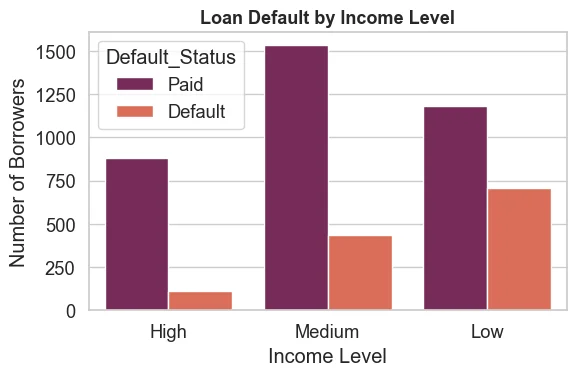 Loan Default by Income Level
Default_Status
Paid
Default
Number of Borrowers
1500
1250
1000
750
500
250
0
High Medium Low
Income Level